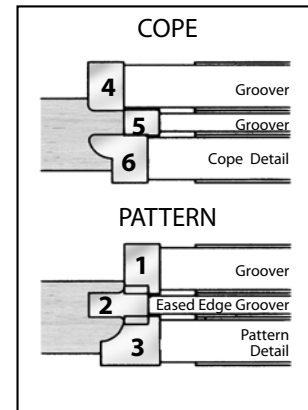 COPE
4
Groover
5
Groover
6
Cope Detail
PATTERN
1
Groover
2
Eased Edge Groover
3
Pattern
Detail